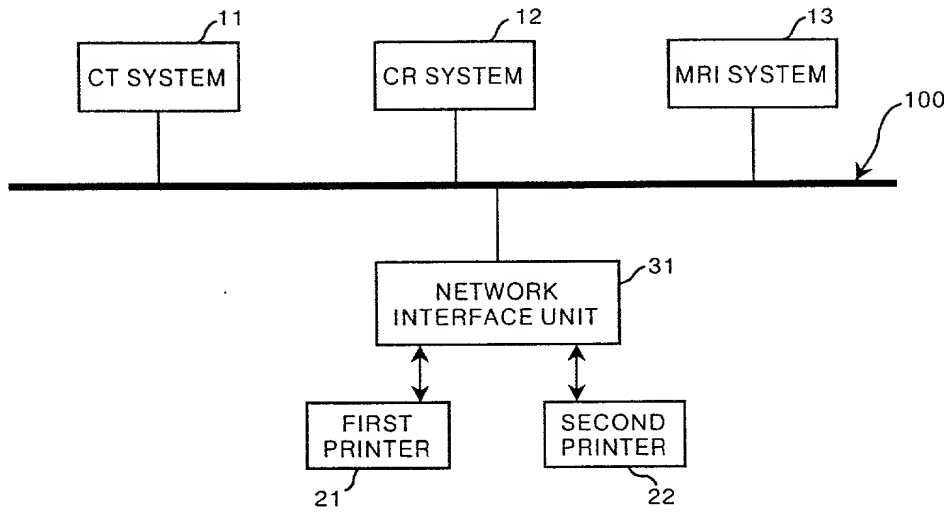 11
12
13
CT SYSTEM
CR SYSTEM
MRI SYSTEM
100
31
NETWORK
INTERFACE UNIT
FIRST
PRINTER
SECOND
PRINTER
21
22